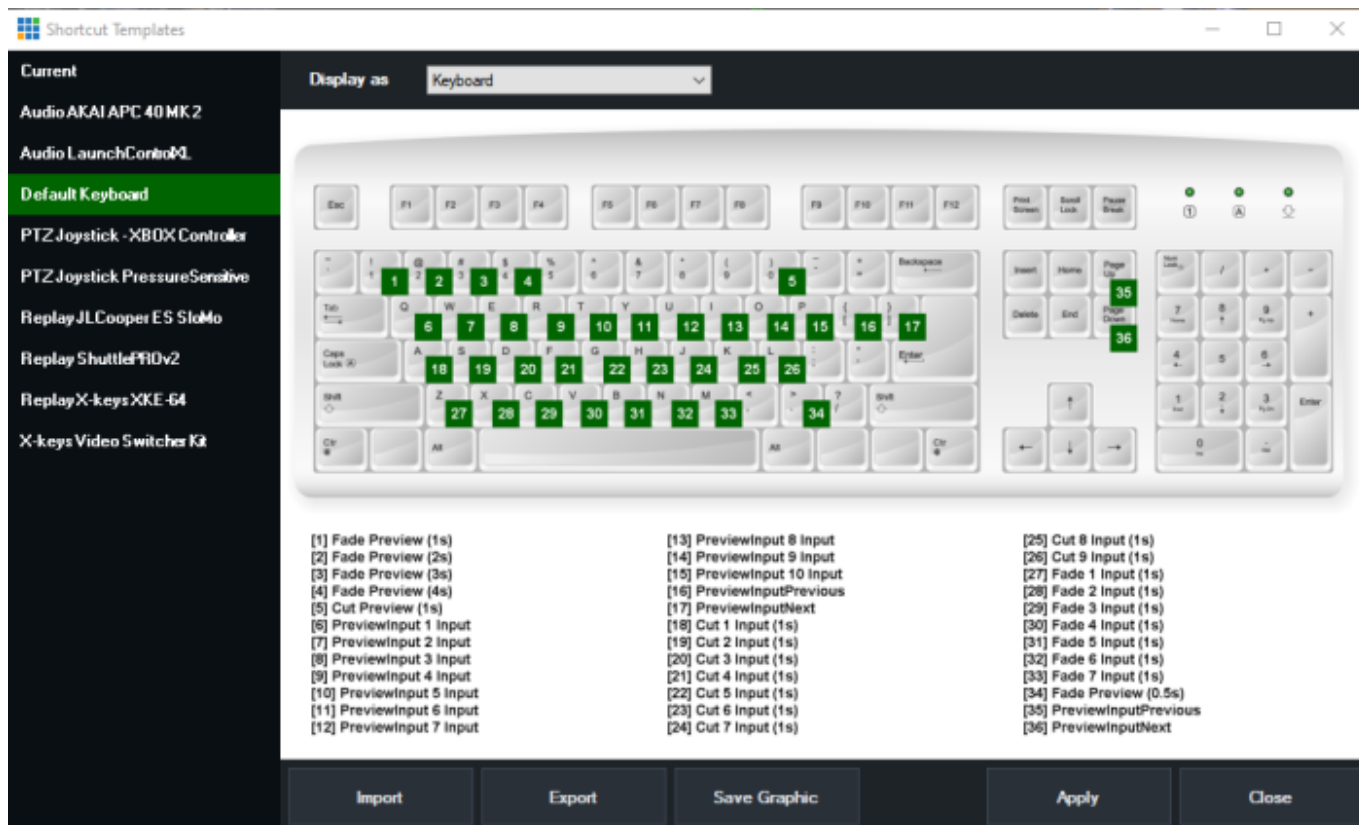 Shortcut Templates
Current
Audio AKAI APC 40 MK 2
Audio LaunchControlXL
Default Keyboard
PTZ Joystick - XBOX Controller
PTZ Joystick PressureSensitive
Replay JLCooper ES SloMo
Replay ShuttlePROv2
Replay X-keys XKE-64
X-keys Video Switcher Kit
Display as Keyboard
Esc F1 F2 F3 F4 F5 F6 F7 F8 F9 F10 F11 F12 Print Screen Scroll Lock Pause Break
1 2 3 4 5 Backspace Insert Home Page Up 35 Num Lock / -
Tab Q W E R T Y U I O P 6 7 8 9 10 11 12 13 14 15 16 17 Delete End Page Down 36 7 8 9 +
Caps Lock A S D F G H J K L Enter 18 19 20 21 22 23 24 25 26 4 5 6
Shift Z X C V B N M Shift 27 28 29 30 31 32 33 34 1 2 3 Enter
Ctr Alt Alt Ctr 0
[1] Fade Preview (1s)
[2] Fade Preview (2s)
[3] Fade Preview (3s)
[4] Fade Preview (4s)
[5] Cut Preview (1s)
[6] PreviewInput 1 Input
[7] PreviewInput 2 Input
[8] PreviewInput 3 Input
[9] PreviewInput 4 Input
[10] PreviewInput 5 Input
[11] PreviewInput 6 Input
[12] PreviewInput 7 Input
[13] PreviewInput 8 Input
[14] PreviewInput 9 Input
[15] PreviewInput 10 Input
[16] PreviewInputPrevious
[17] PreviewInputNext
[18] Cut 1 Input (1s)
[19] Cut 2 Input (1s)
[20] Cut 3 Input (1s)
[21] Cut 4 Input (1s)
[22] Cut 5 Input (1s)
[23] Cut 6 Input (1s)
[24] Cut 7 Input (1s)
[25] Cut 8 Input (1s)
[26] Cut 9 Input (1s)
[27] Fade 1 Input (1s)
[28] Fade 2 Input (1s)
[29] Fade 3 Input (1s)
[30] Fade 4 Input (1s)
[31] Fade 5 Input (1s)
[32] Fade 6 Input (1s)
[33] Fade 7 Input (1s)
[34] Fade Preview (0.5s)
[35] PreviewInputPrevious
[36] PreviewInputNext
Import Export Save Graphic Apply Close